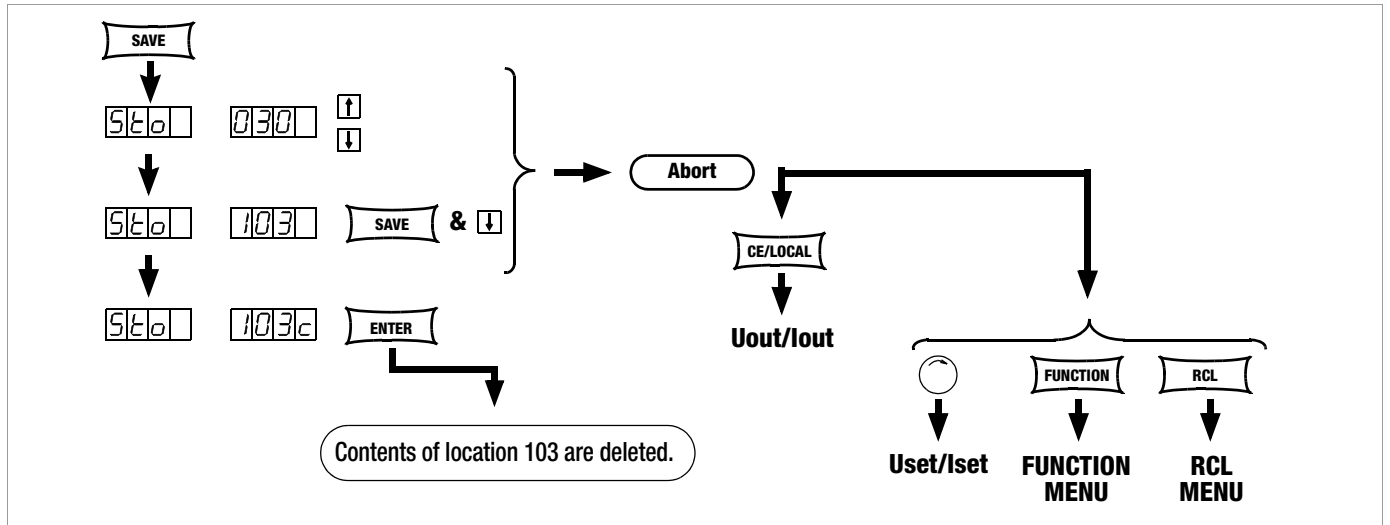 SAVE
Sto 030 ↑
↓
Abort
Sto 103 SAVE & ↓
CE/LOCAL
Sto 103c ENTER
Uout/Iout
FUNCTION RCL
Contents of location 103 are deleted.
Uset/Iset FUNCTION MENU RCL MENU